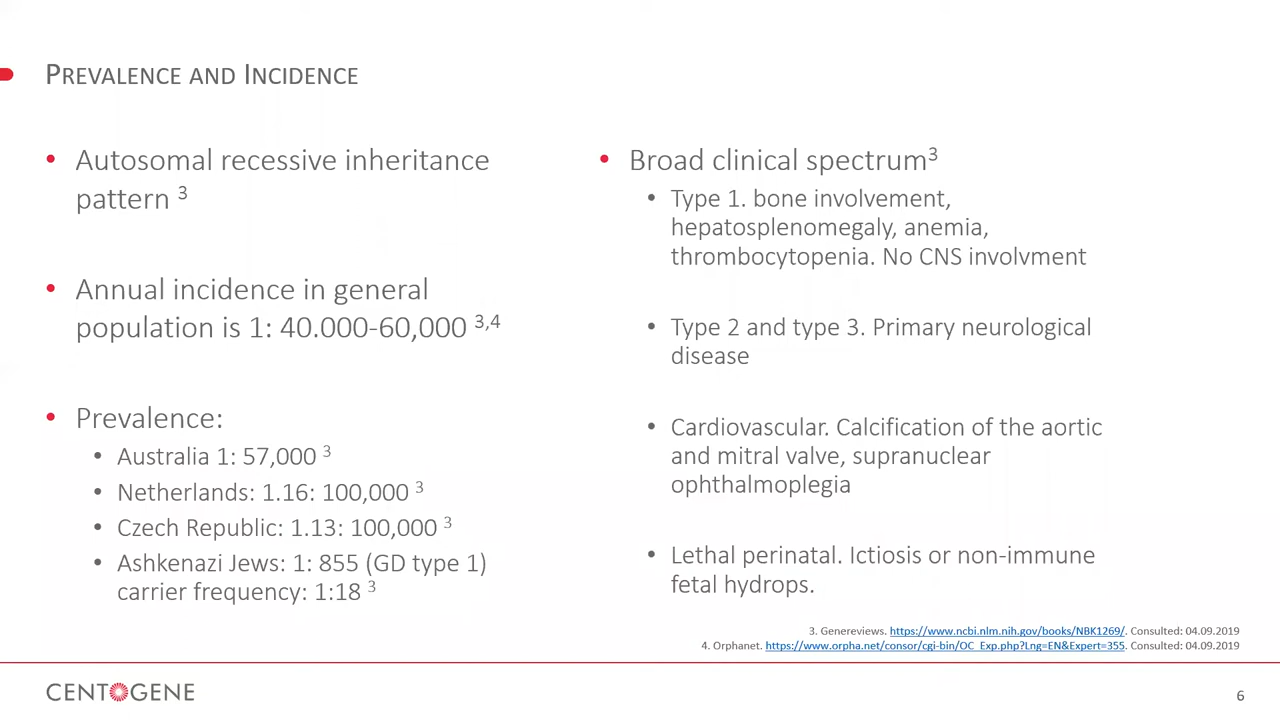 PREVALENCE AND INCIDENCE
• Autosomal recessive inheritance
pattern 3
• Annual incidence in general
population is 1: 40.000-60,000 3,4
• Prevalence:
• Australia 1: 57,000 3
• Netherlands: 1.16: 100,000 3
• Czech Republic: 1.13: 100,000 3
• Ashkenazi Jews: 1: 855 (GD type 1)
carrier frequency: 1:18 3
• Broad clinical spectrum3
• Type 1. bone involvement,
hepatosplenomegaly, anemia,
thrombocytopenia. No CNS involvment
• Type 2 and type 3. Primary neurological
disease
• Cardiovascular. Calcification of the aortic
and mitral valve, supranuclear
ophthalmoplegia
• Lethal perinatal. Ictiosis or non-immune
fetal hydrops.
3. Genereviews. https://www.ncbi.nlm.nih.gov/books/NBK1269/. Consulted: 04.09.2019
4. Orphanet. https://www.orpha.net/consor/cgi-bin/OC_Exp.php?Lng=EN&Expert=355. Consulted: 04.09.2019
CENTOGENE
6